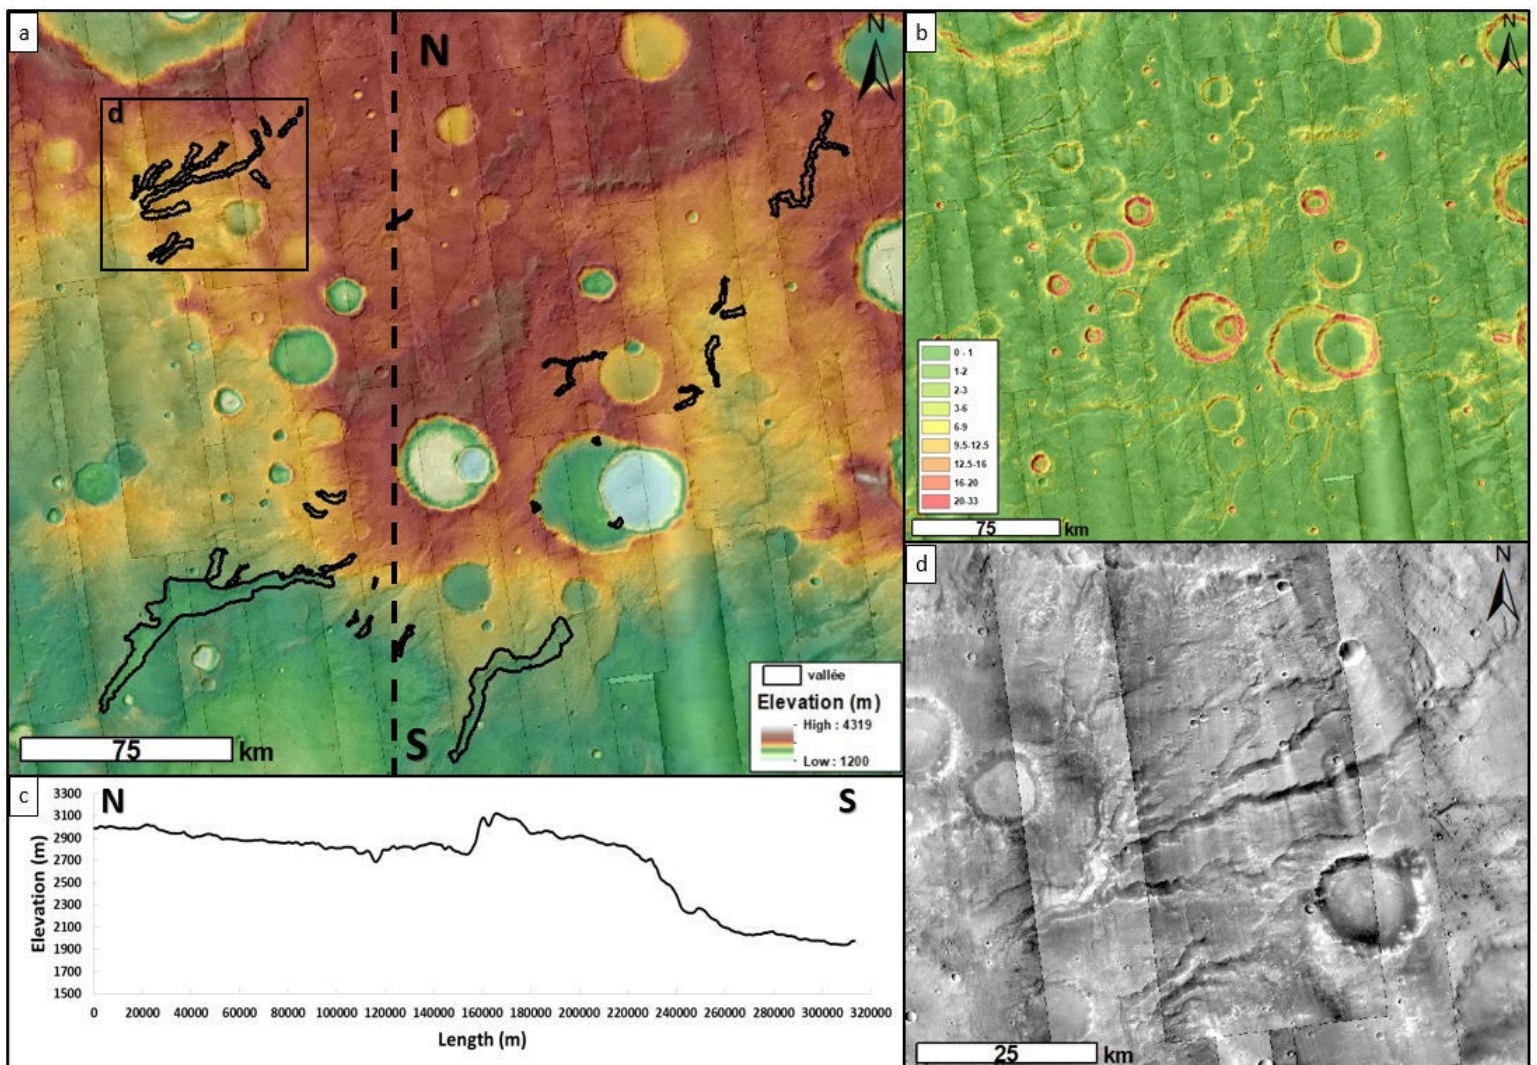 a
N
N
d
S
vallée
Elevation (m)
High : 4319
Low : 1200
75 km
b
N
0 - 1
1-2
2-3
3-6
6-9
9.5-12.5
12.5-16
16-20
20-33
75 km
c
N
S
3300
3100
2900
2700
2500
2300
2100
1900
1700
1500
Elevation (m)
0 20000 40000 60000 80000 100000 120000 140000 160000 180000 200000 220000 240000 260000 280000 300000 320000
Length (m)
d
N
25 km